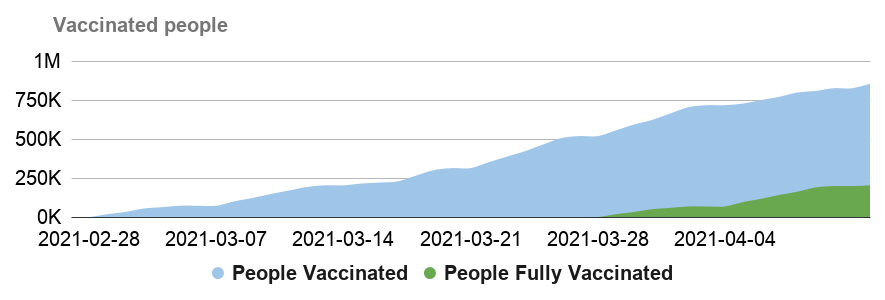 Vaccinated people
1M
750K
500K
250K
0K
2021-02-28 2021-03-07 2021-03-14 2021-03-21 2021-03-28 2021-04-04
People Vaccinated People Fully Vaccinated